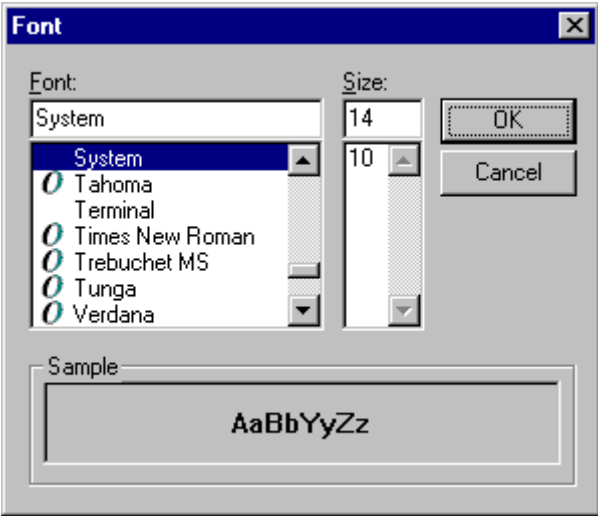 Font
Font:
Size:
System
14
OK
System
10
Tahoma
Cancel
Terminal
Times New Roman
Trebuchet MS
Tunga
Verdana
Sample
AaBbYyZz